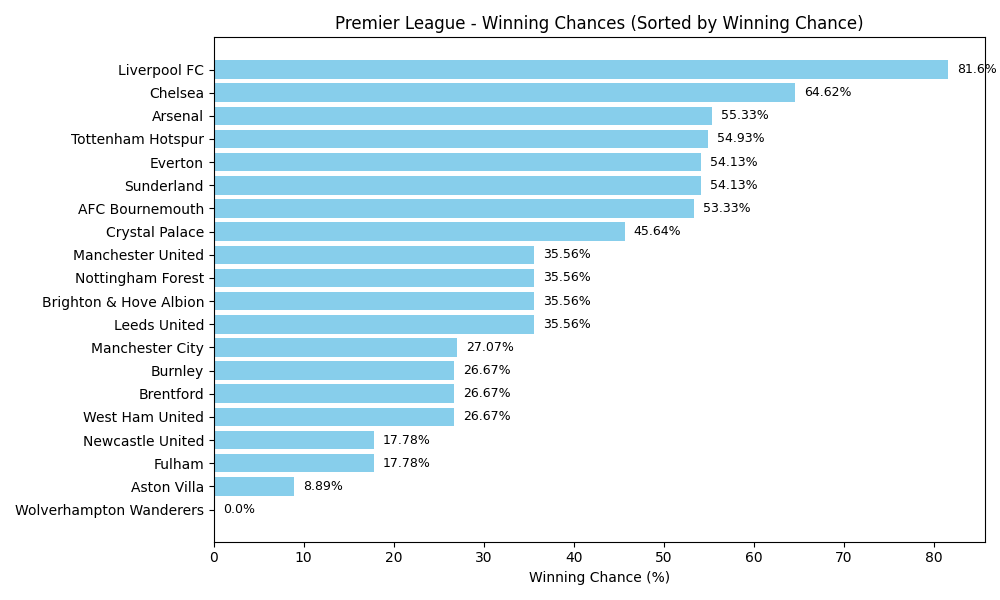 Premier League - Winning Chances (Sorted by Winning Chance)
Liverpool FC 81.6%
Chelsea 64.62%
Arsenal 55.33%
Tottenham Hotspur 54.93%
Everton 54.13%
Sunderland 54.13%
AFC Bournemouth 53.33%
Crystal Palace 45.64%
Manchester United 35.56%
Nottingham Forest 35.56%
Brighton & Hove Albion 35.56%
Leeds United 35.56%
Manchester City 27.07%
Burnley 26.67%
Brentford 26.67%
West Ham United 26.67%
Newcastle United 17.78%
Fulham 17.78%
Aston Villa 8.89%
Wolverhampton Wanderers 0.0%
0 10 20 30 40 50 60 70 80
Winning Chance (%)